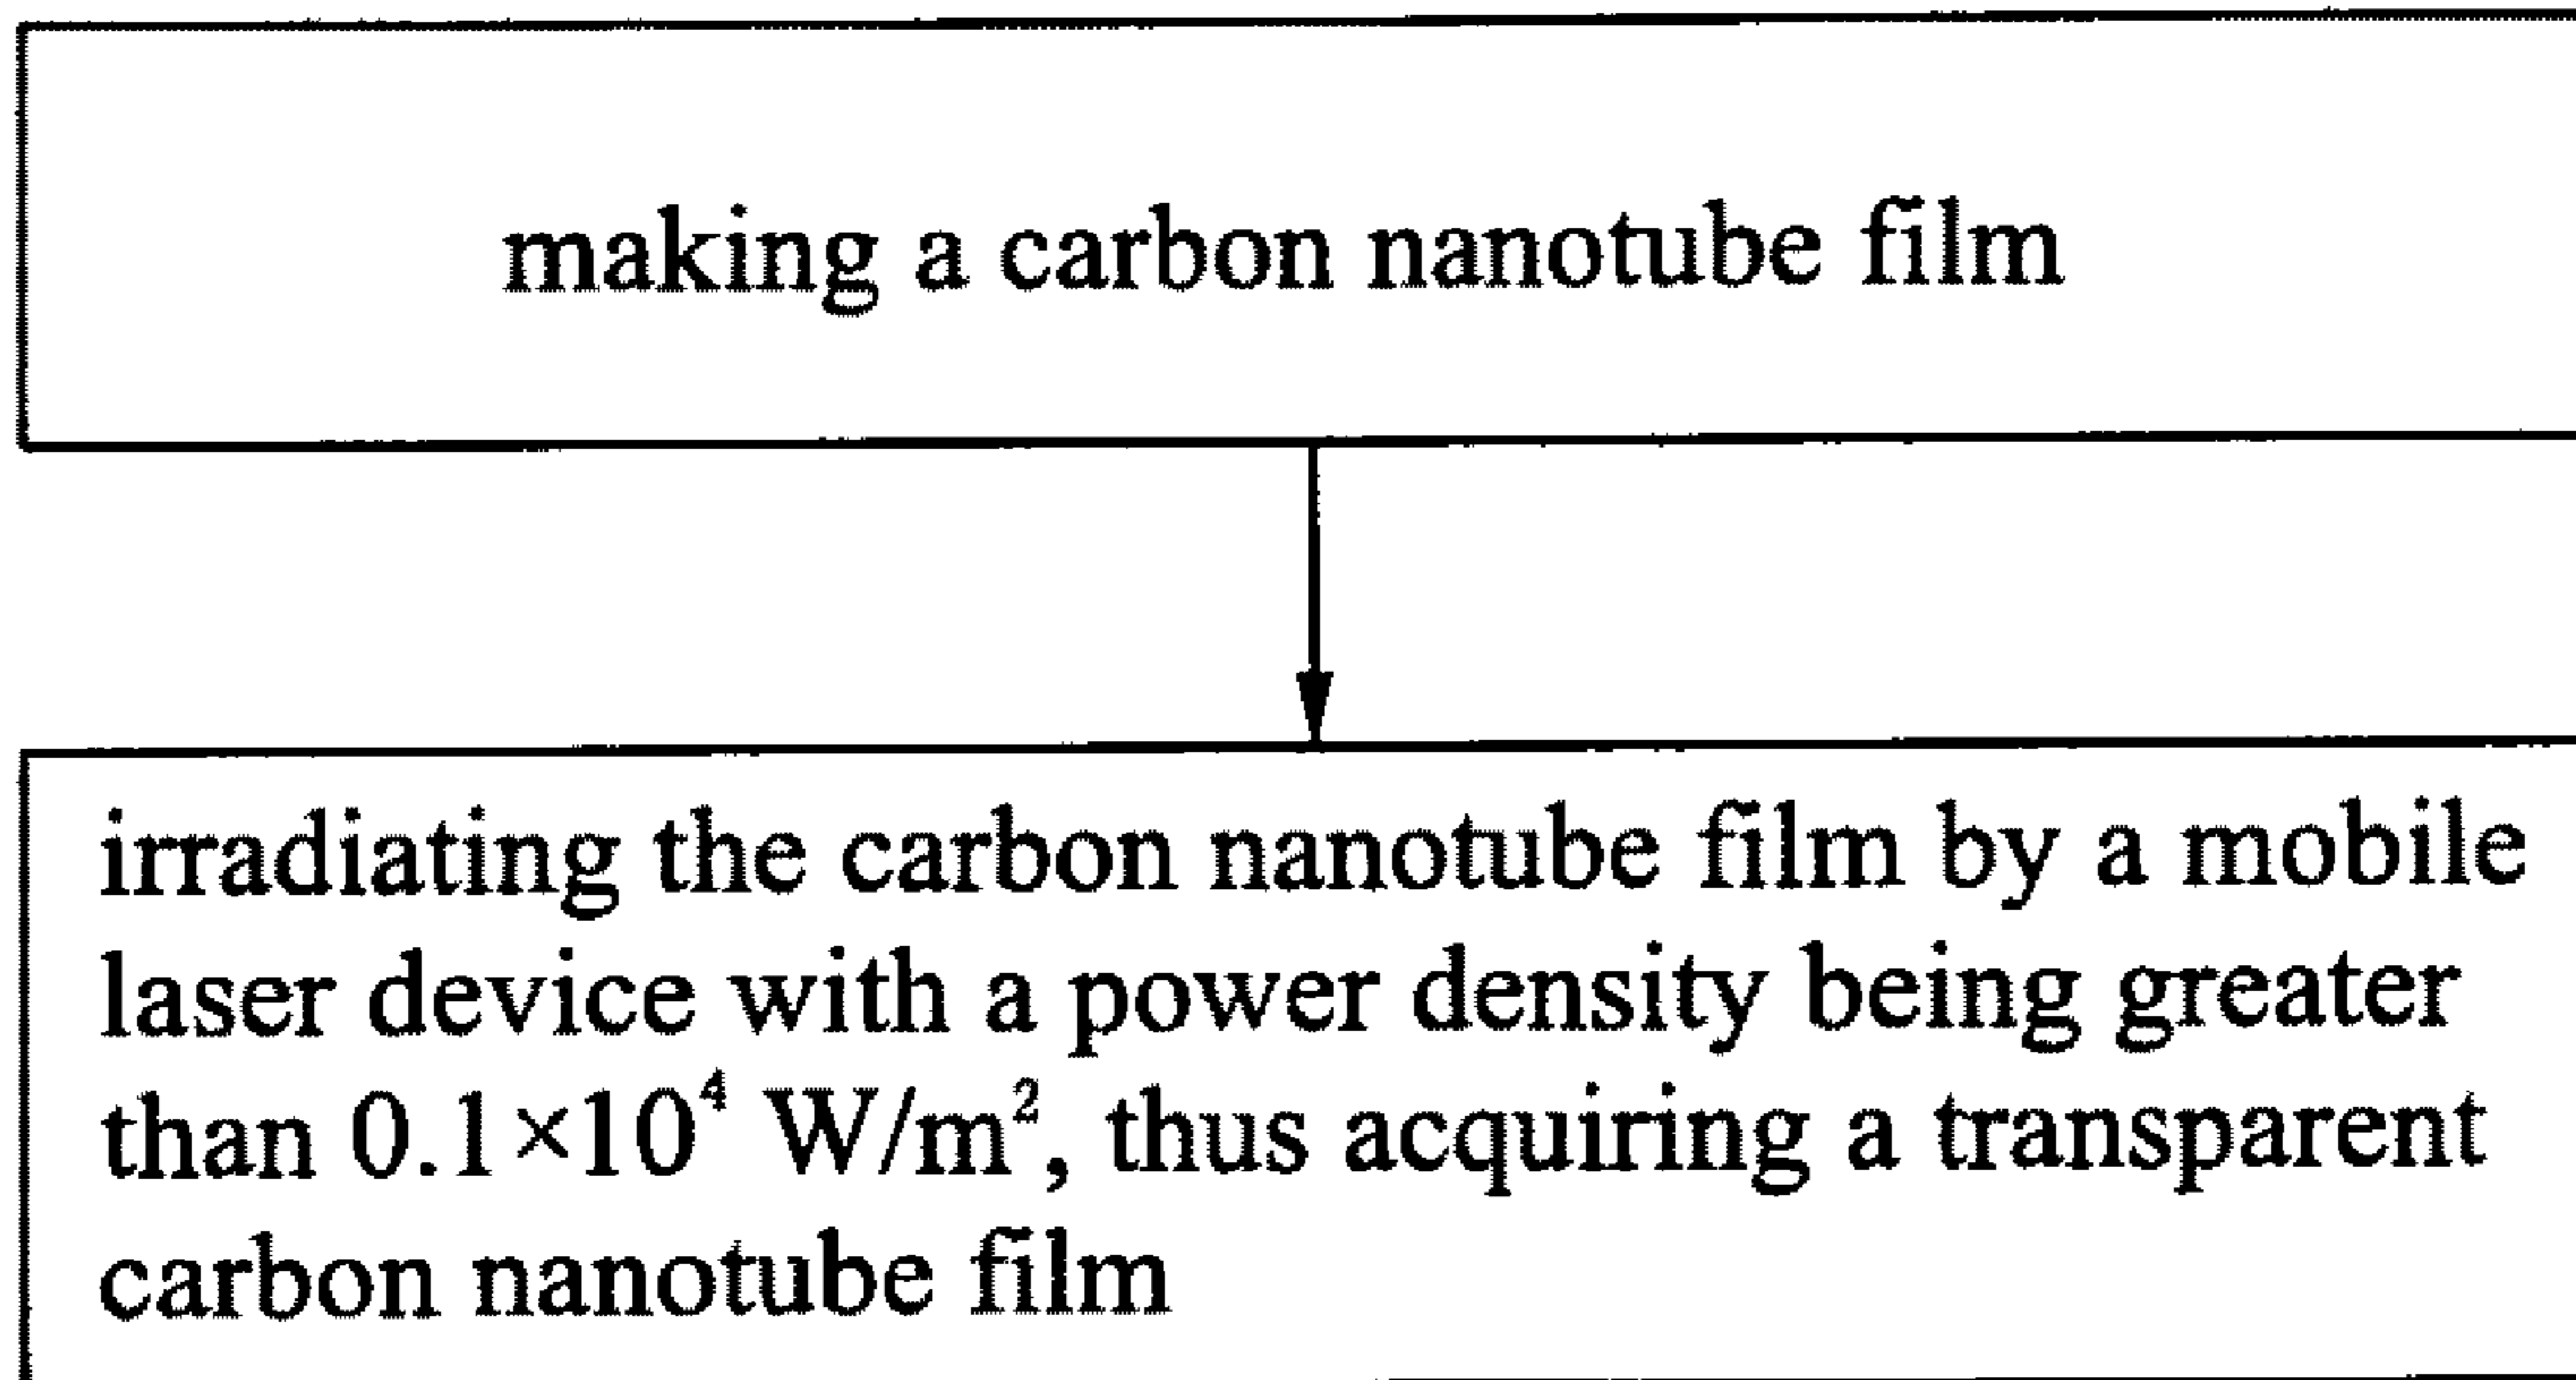 making a carbon nanotube film
irradiating the carbon nanotube film by a mobile
laser device with a power density being greater
than 0.1×10⁴ W/m², thus acquiring a transparent
carbon nanotube film